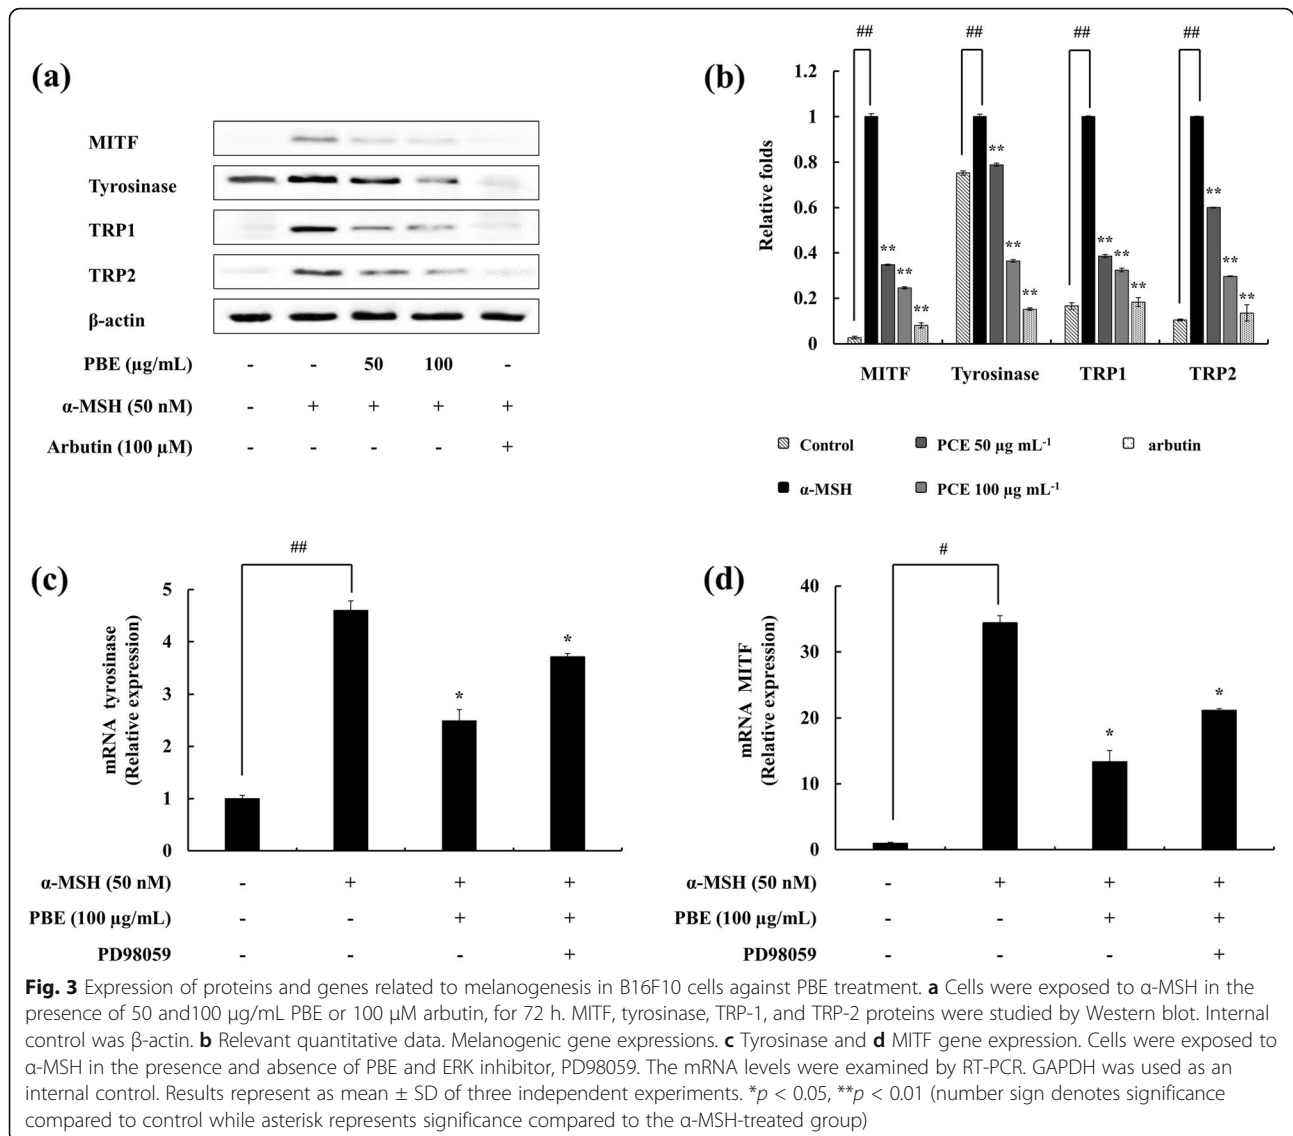 (a)
MITF
Tyrosinase
TRP1
TRP2
β-actin
PBE (µg/mL) - - 50 100 -
α-MSH (50 nM) - + + + +
Arbutin (100 µM) - - - - +
(b)
## ## ## ##
Relative folds
1.2
1
0.8
0.6
0.4
0.2
0
** ** **
** ** **
** ** **
** ** **
MITF Tyrosinase TRP1 TRP2
Control PCE 50 µg mL-1 arbutin
α-MSH PCE 100 µg mL-1
(c)
##
mRNA tyrosinase
(Relative expression)
5
4
3
2
1
0
* *
α-MSH (50 nM) - + + +
PBE (100 µg/mL) - - + +
PD98059 - - - +
(d)
#
mRNA MITF
(Relative expression)
40
30
20
10
0
* *
α-MSH (50 nM) - + + +
PBE (100 µg/mL) - - + +
PD98059 - - - +
Fig. 3 Expression of proteins and genes related to melanogenesis in B16F10 cells against PBE treatment. a Cells were exposed to α-MSH in the
presence of 50 and100 µg/mL PBE or 100 µM arbutin, for 72 h. MITF, tyrosinase, TRP-1, and TRP-2 proteins were studied by Western blot. Internal
control was β-actin. b Relevant quantitative data. Melanogenic gene expressions. c Tyrosinase and d MITF gene expression. Cells were exposed to
α-MSH in the presence and absence of PBE and ERK inhibitor, PD98059. The mRNA levels were examined by RT-PCR. GAPDH was used as an
internal control. Results represent as mean ± SD of three independent experiments. *p < 0.05, **p < 0.01 (number sign denotes significance
compared to control while asterisk represents significance compared to the α-MSH-treated group)